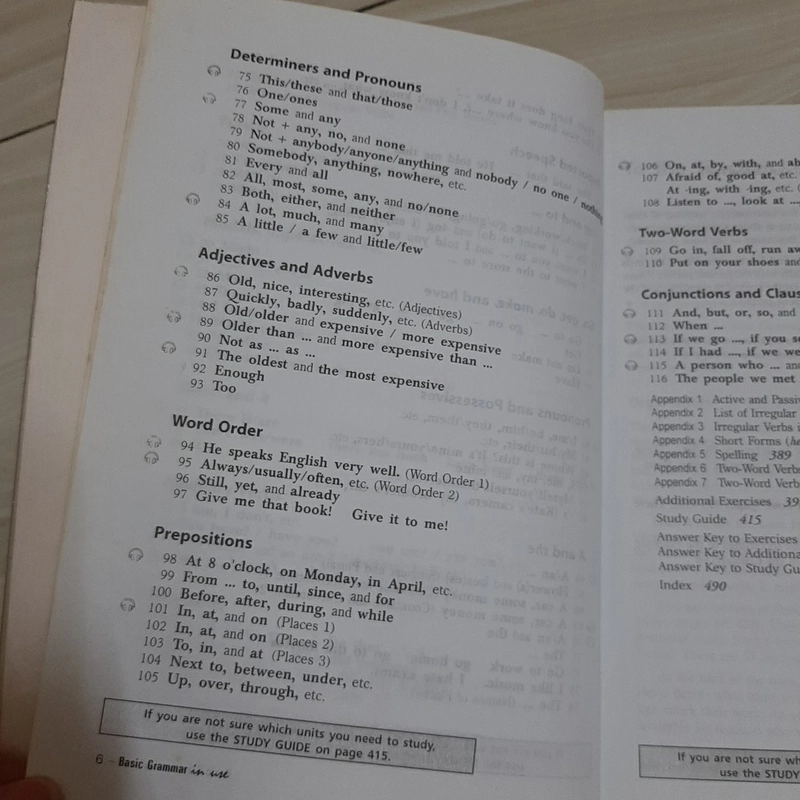 Determiners and Pronouns
75 This/these and that/those
76 One/ones
77 Some and any
78 Not + any, no, and none
79 Not + anybody/anyone/anything and nobody / no one / nothing
80 Somebody, anything, nowhere, etc.
81 Every and all
82 All, most, some, any, and no/none
83 Both, either, and neither
84 A lot, much, and many
85 A little / a few and little/few
Adjectives and Adverbs
86 Old, nice, interesting, etc. (Adjectives)
87 Quickly, badly, suddenly, etc. (Adverbs)
88 Old/older and expensive / more expensive
89 Older than ... and more expensive than ...
90 Not as ... as ...
91 The oldest and the most expensive
92 Enough
93 Too
Word Order
94 He speaks English very well. (Word Order 1)
95 Always/usually/often, etc. (Word Order 2)
96 Still, yet, and already
97 Give me that book! Give it to me!
Prepositions
98 At 8 o'clock, on Monday, in April, etc.
99 From ... to, until, since, and for
100 Before, after, during, and while
101 In, at, and on (Places 1)
102 In, at, and on (Places 2)
103 To, in, and at (Places 3)
104 Next to, between, under, etc.
105 Up, over, through, etc.
If you are not sure which units you need to study,
use the STUDY GUIDE on page 415.
6 – Basic Grammar in use
106 On, at, by, with, and ab
107 Afraid of, good at, etc.
At -ing, with -ing, etc. (
108 Listen to ..., look at ...,
Two-Word Verbs
109 Go in, fall off, run aw
110 Put on your shoes and
Conjunctions and Claus
111 And, but, or, so, and
112 When ...
113 If we go ..., if you s
114 If I had ..., if we we
115 A person who ... an
116 The people we met
Appendix 1 Active and Passiv
Appendix 2 List of Irregular
Appendix 3 Irregular Verbs i
Appendix 4 Short Forms (he
Appendix 5 Spelling 389
Appendix 6 Two-Word Verbs
Appendix 7 Two-Word Verb
Additional Exercises 39
Study Guide 415
Answer Key to Exercises
Answer Key to Additiona
Answer Key to Study Gu
Index 490
If you are not sure wh
use the STUDY